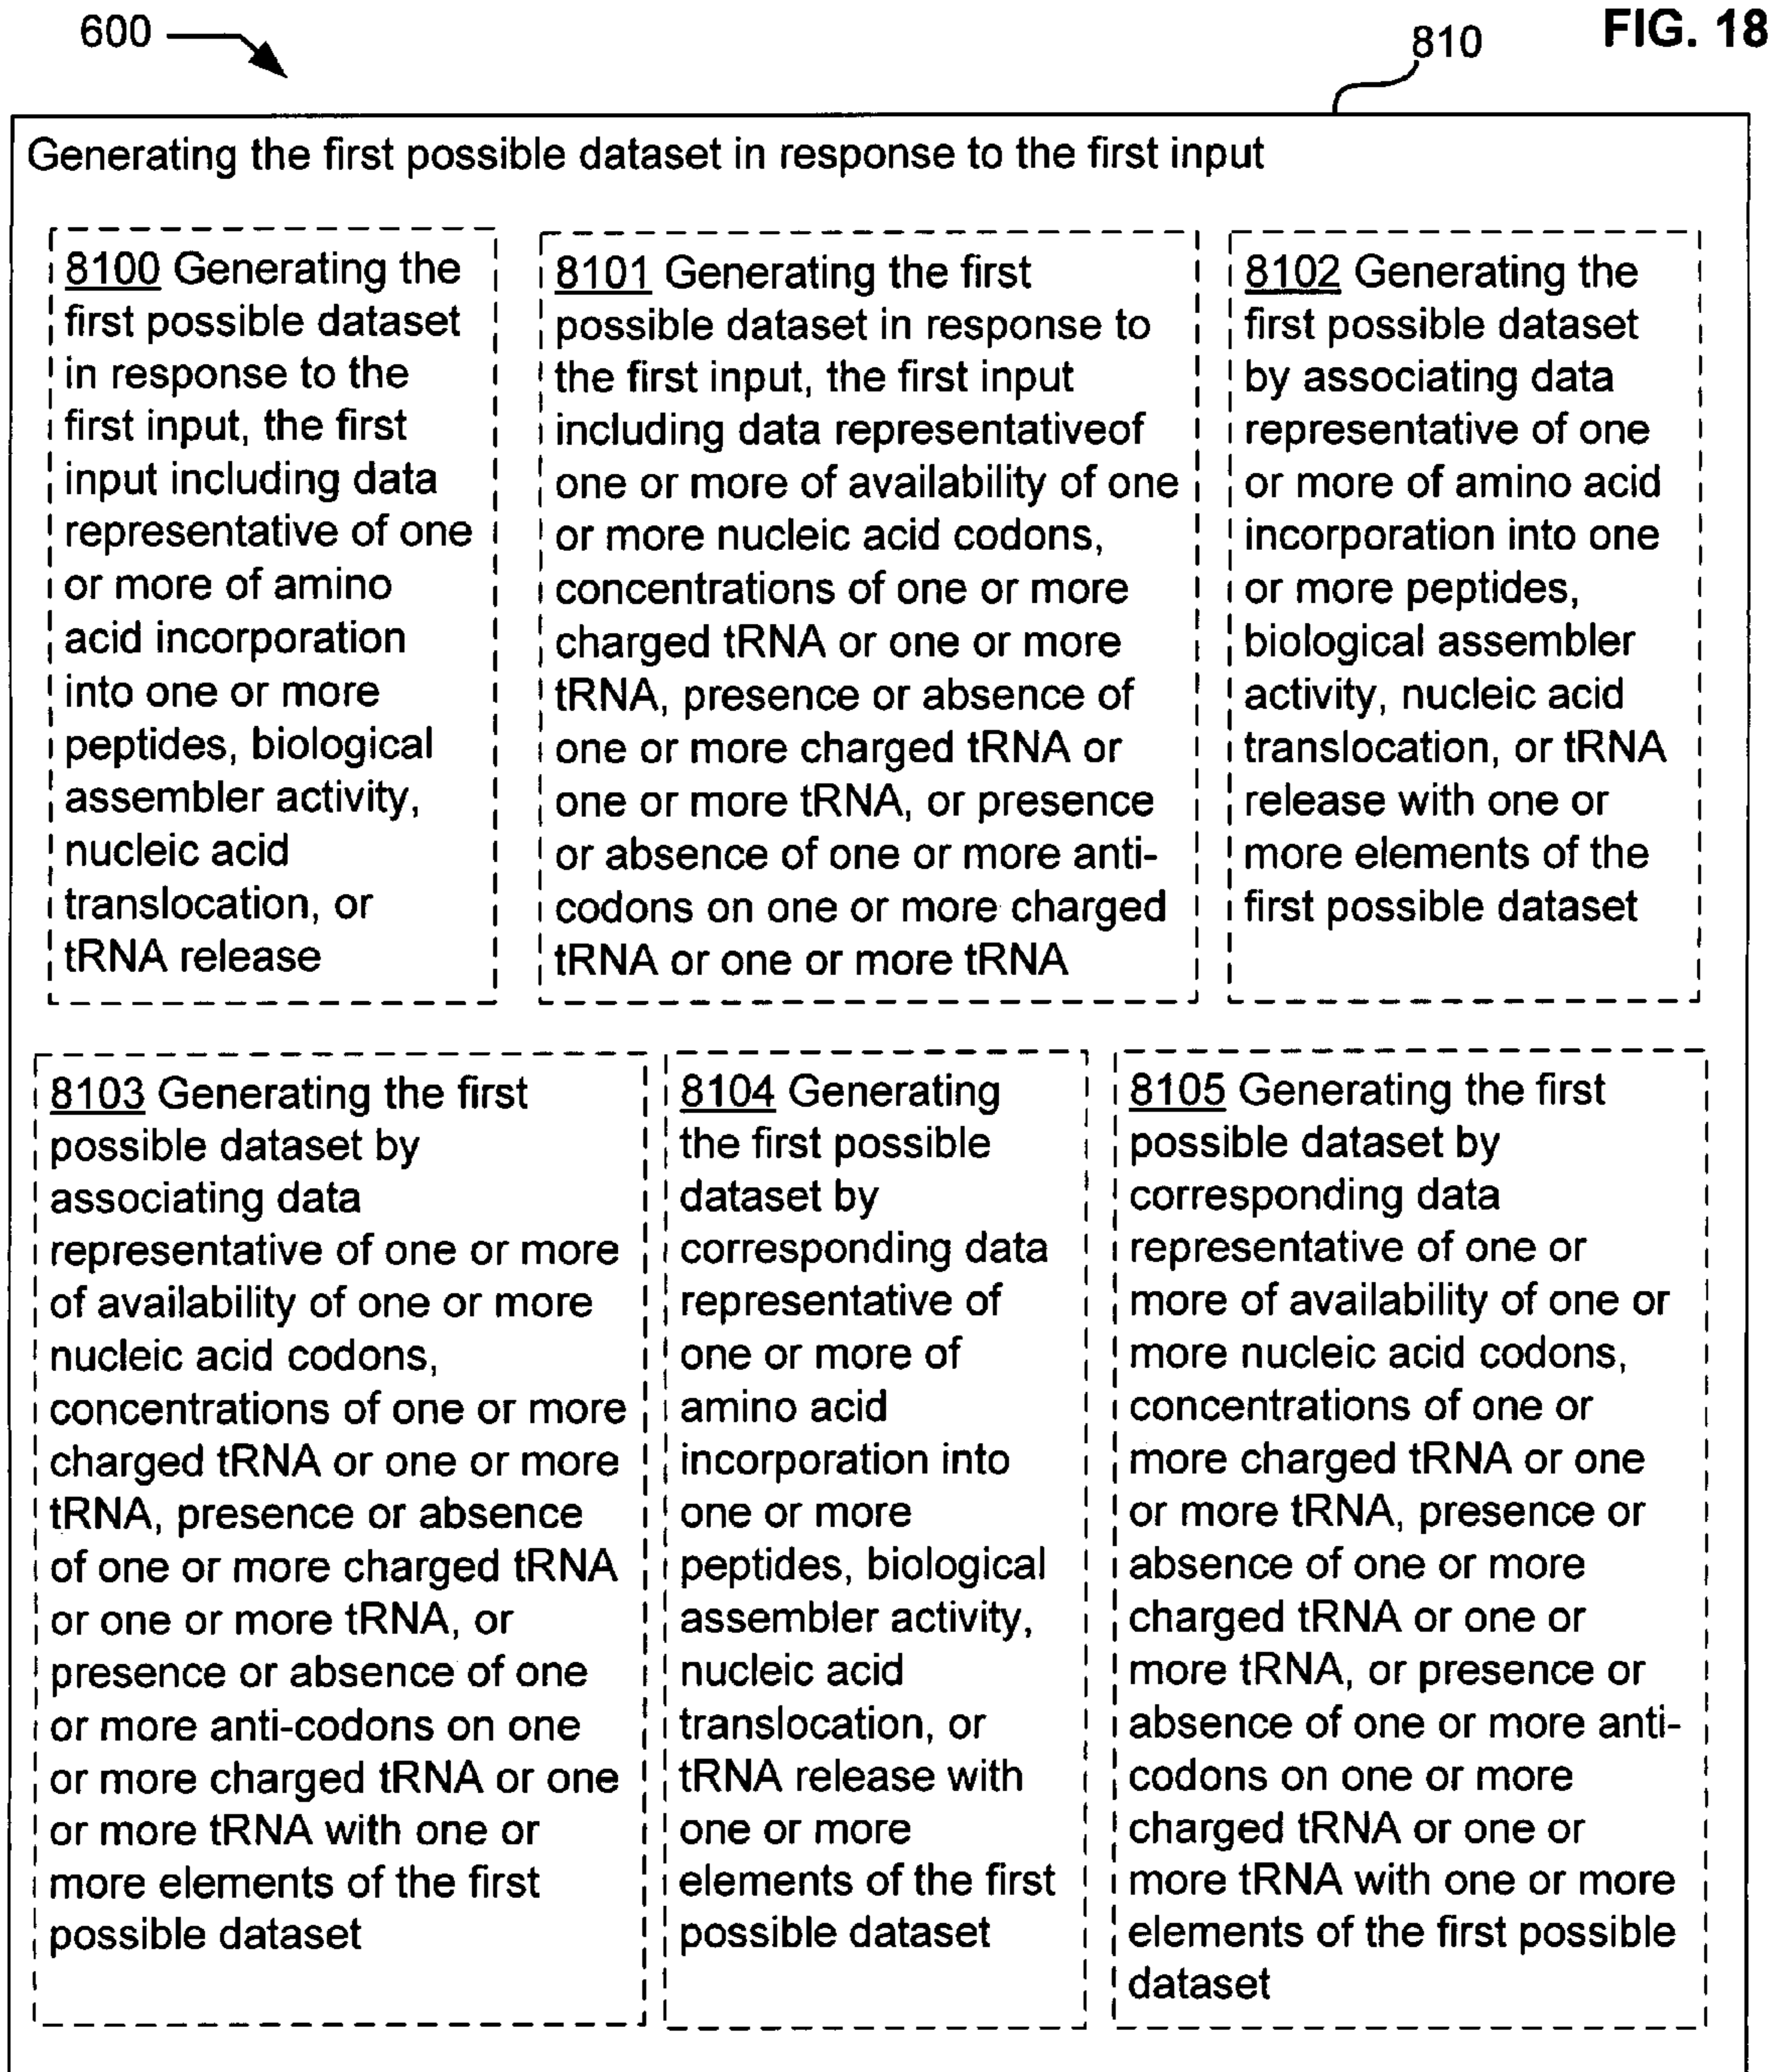 600
810
FIG. 18
Generating the first possible dataset in response to the first input
8100 Generating the
first possible dataset
in response to the
first input, the first
input including data
representative of one
or more of amino
acid incorporation
into one or more
peptides, biological
assembler activity,
nucleic acid
translocation, or
tRNA release
8101 Generating the first
possible dataset in response to
the first input, the first input
including data representativeof
one or more of availability of one
or more nucleic acid codons,
concentrations of one or more
charged tRNA or one or more
tRNA, presence or absence of
one or more charged tRNA or
one or more tRNA, or presence
or absence of one or more anti-
codons on one or more charged
tRNA or one or more tRNA
8102 Generating the
first possible dataset
by associating data
representative of one
or more of amino acid
incorporation into one
or more peptides,
biological assembler
activity, nucleic acid
translocation, or tRNA
release with one or
more elements of the
first possible dataset
8103 Generating the first
possible dataset by
associating data
representative of one or more
of availability of one or more
nucleic acid codons,
concentrations of one or more
charged tRNA or one or more
tRNA, presence or absence
of one or more charged tRNA
or one or more tRNA, or
presence or absence of one
or more anti-codons on one
or more charged tRNA or one
or more tRNA with one or
more elements of the first
possible dataset
8104 Generating
the first possible
dataset by
corresponding data
representative of
one or more of
amino acid
incorporation into
one or more
peptides, biological
assembler activity,
nucleic acid
translocation, or
tRNA release with
one or more
elements of the first
possible dataset
8105 Generating the first
possible dataset by
corresponding data
representative of one or
more of availability of one or
more nucleic acid codons,
concentrations of one or
more charged tRNA or one
or more tRNA, presence or
absence of one or more
charged tRNA or one or
more tRNA, or presence or
absence of one or more anti-
codons on one or more
charged tRNA or one or
more tRNA with one or more
elements of the first possible
dataset